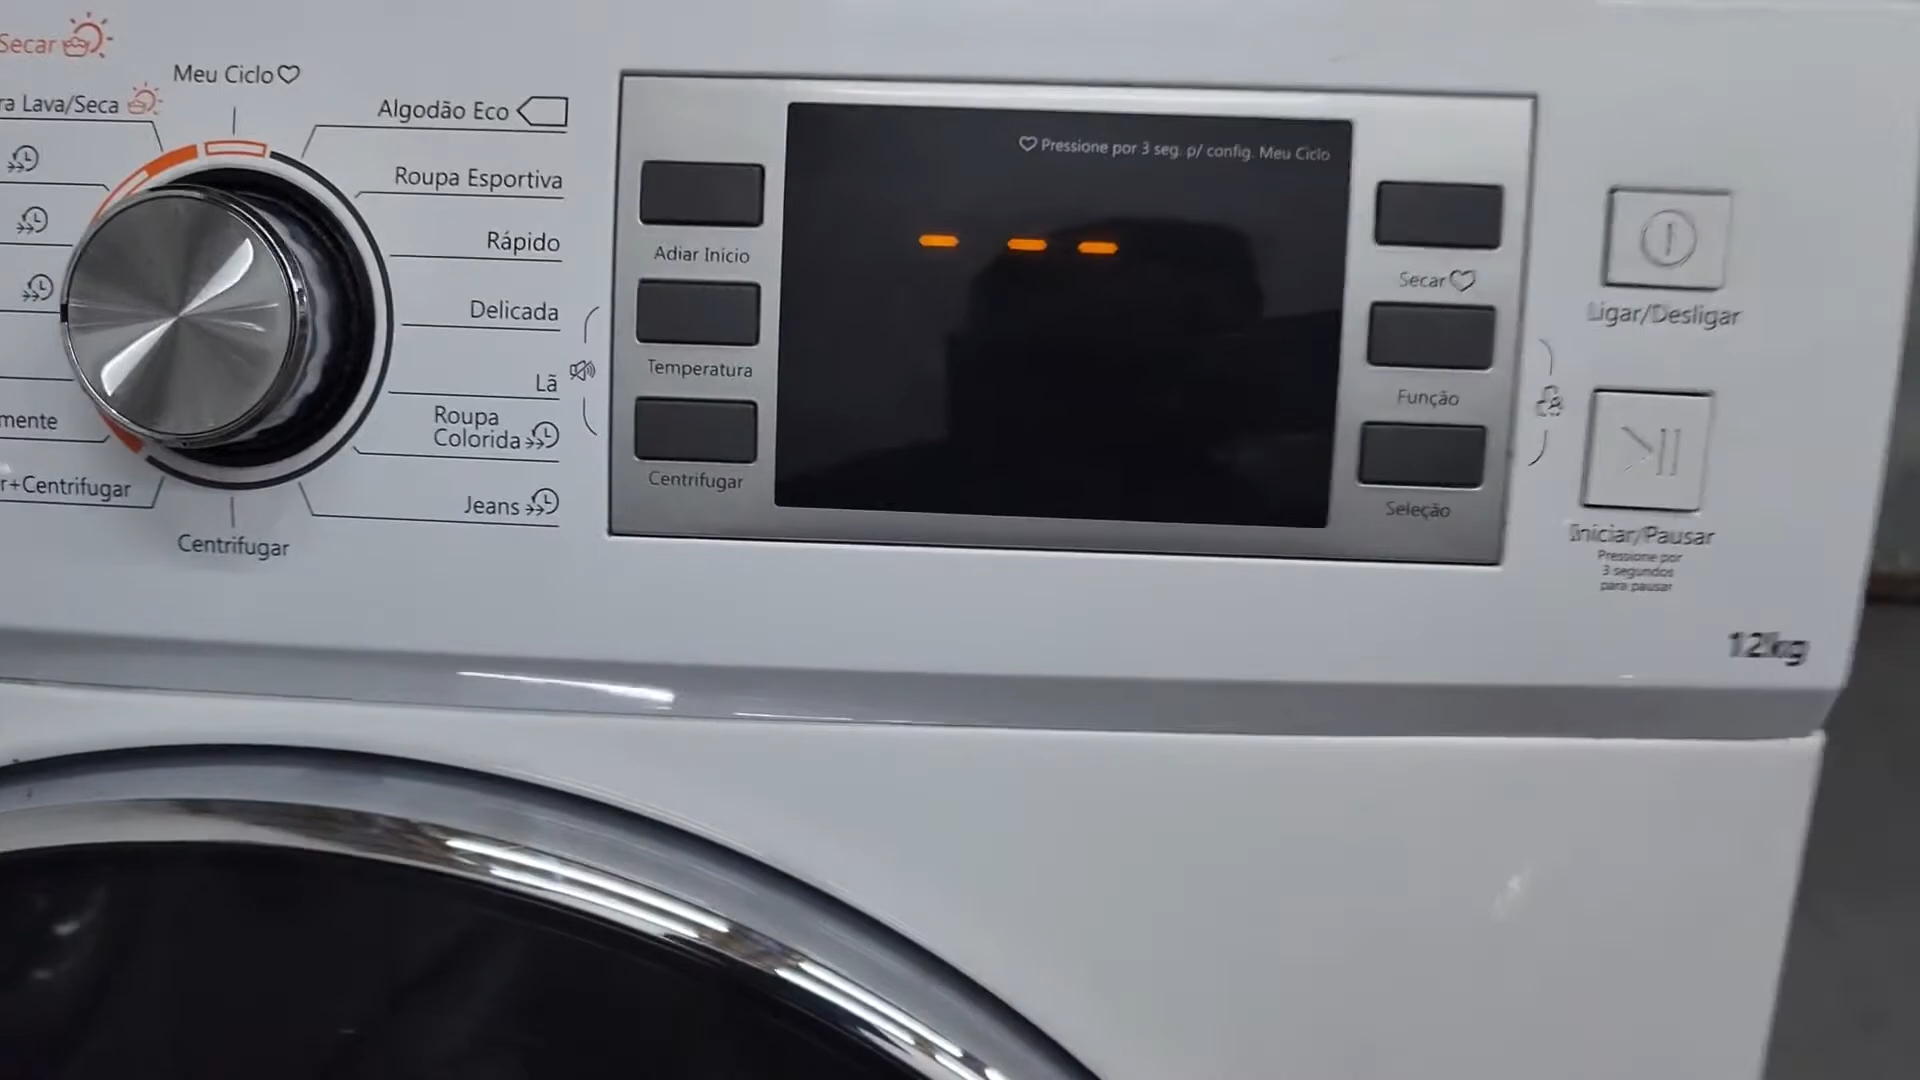 Secar
Meu Ciclo
ra Lava/Seca
Algodão Eco
Roupa Esportiva
Rápido
Delicada
Lã
Roupa
Colorida
Jeans
mente
r+Centrifugar
Centrifugar
Pressione por 3 seg. p/ config. Meu Ciclo
---
Adiar Início
Temperatura
Centrifugar
Secar
Função
Seleção
Ligar/Desligar
Iniciar/Pausar
Pressione por
3 segundos
para pausar
12kg